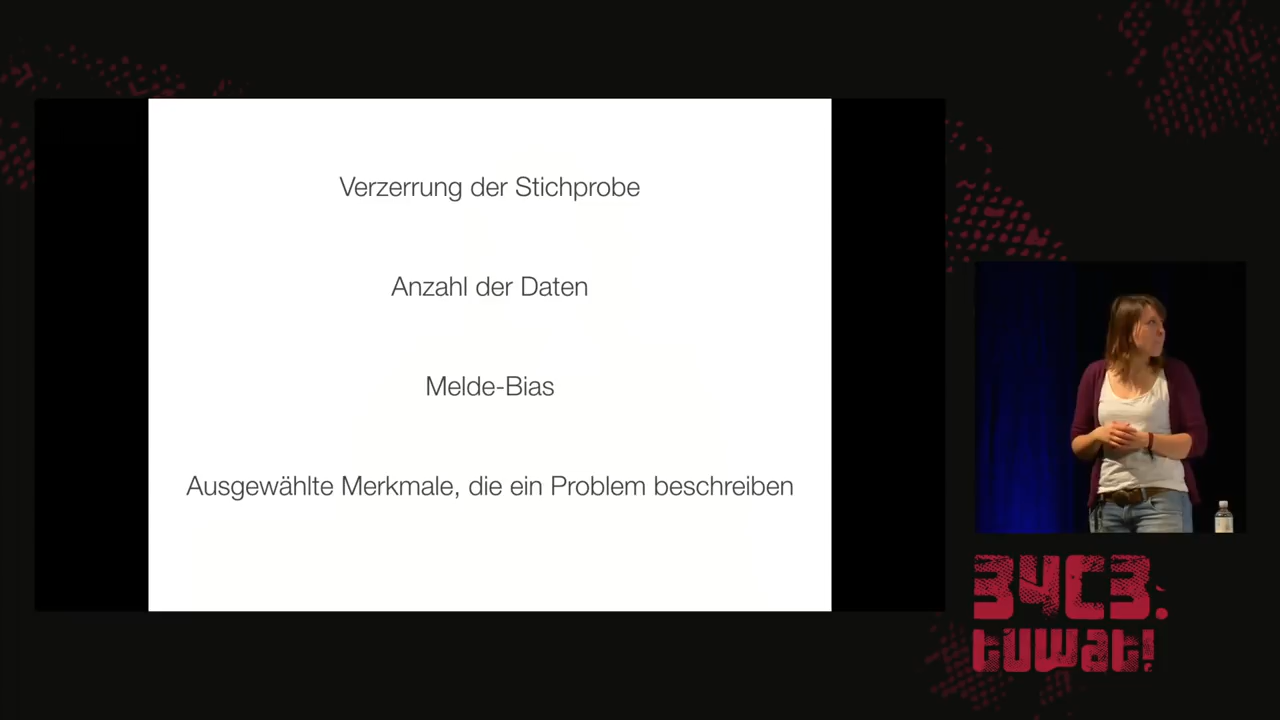 Verzerrung der Stichprobe
Anzahl der Daten
Melde-Bias
Ausgewählte Merkmale, die ein Problem beschreiben
34C3.
tuwat!